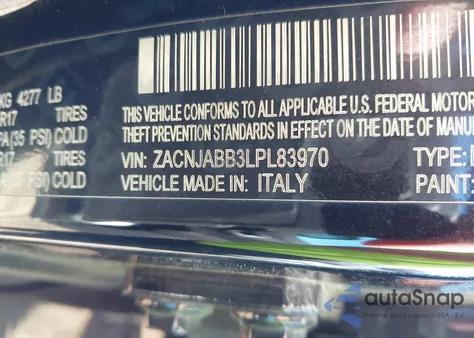 KG 4277 LB
R17 TIRES
PA (35 PSI) COLD
R17 TIRES
PSI) COLD
THIS VEHICLE CONFORMS TO ALL APPLICABLE U.S. FEDERAL MOTOR
THEFT PREVENTION STANDARDS IN EFFECT ON THE DATE OF MANU
VIN: ZACNJABB3LPL83970 TYPE:
VEHICLE MADE IN: ITALY PAINT:
autoSnap